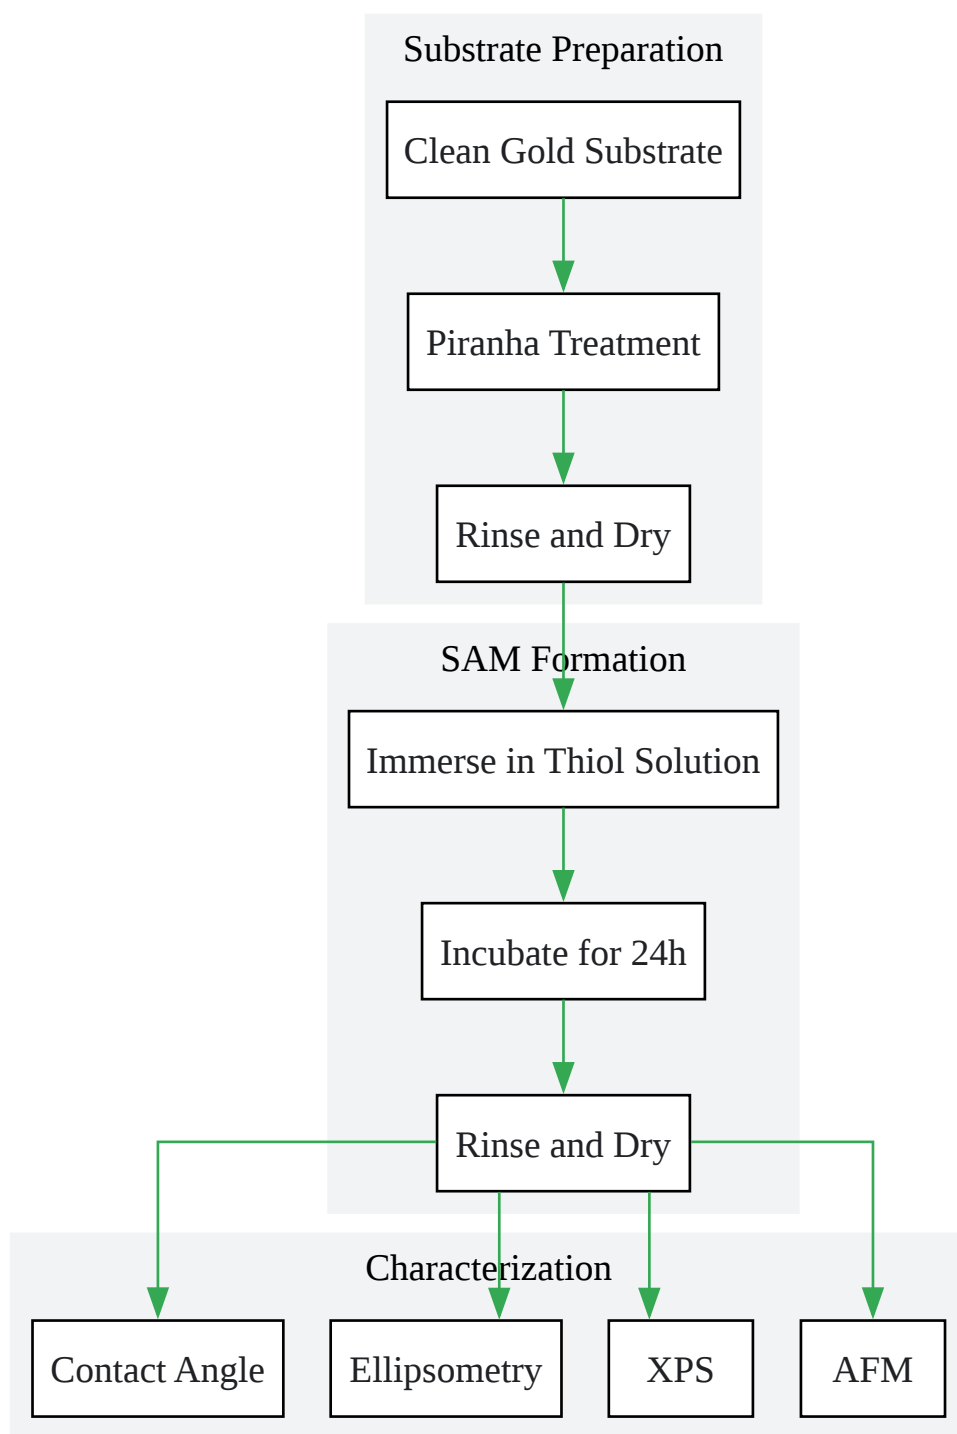 Substrate Preparation
Clean Gold Substrate
Piranha Treatment
Rinse and Dry
SAM Formation
Immerse in Thiol Solution
Incubate for 24h
Rinse and Dry
Characterization
Contact Angle
Ellipsometry
XPS
AFM